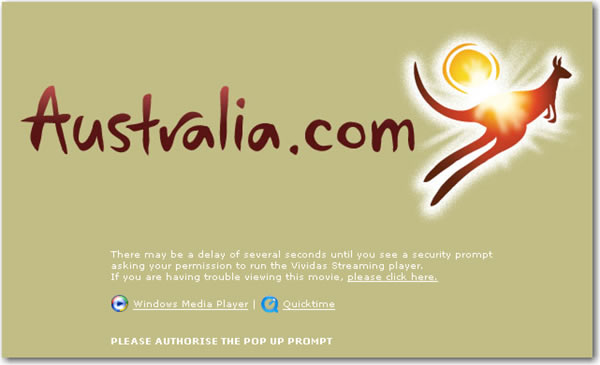 Australia.com
There may be a delay of several seconds until you see a security prompt
asking your permission to run the Vividas Streaming player.
If you are having trouble viewing this movie, please click here.
Windows Media Player | Quicktime
PLEASE AUTHORISE THE POP UP PROMPT